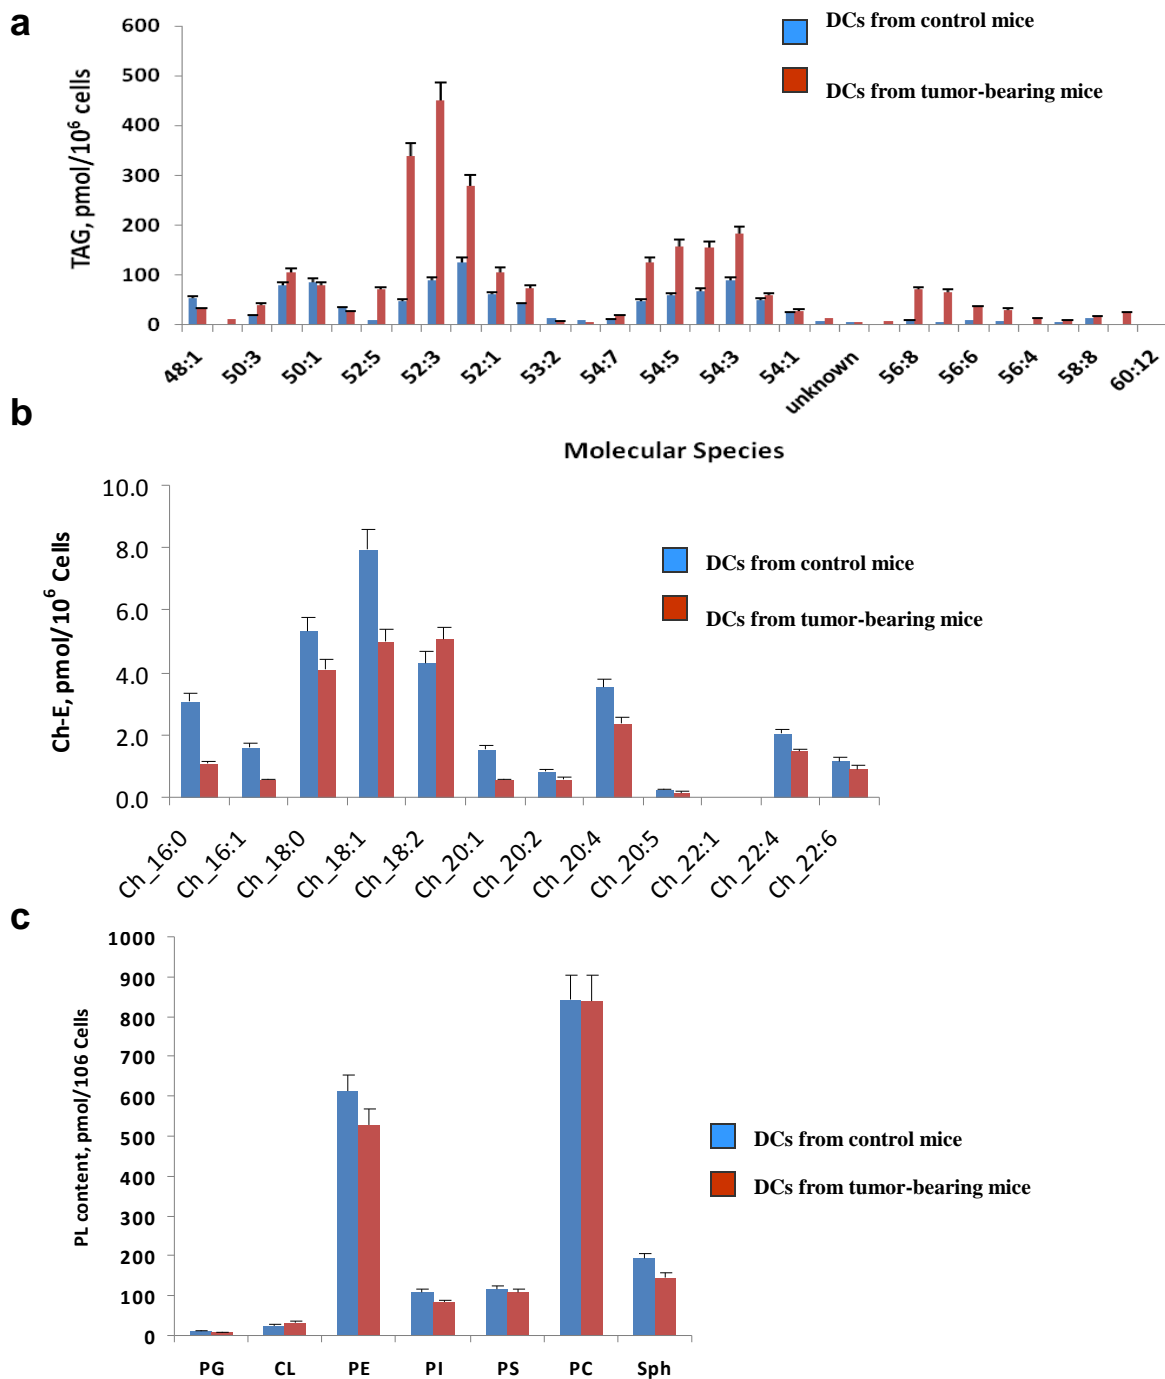 a
600
500
400
300
200
100
0
TAG, pmol/10⁶ cells
DCs from control mice
DCs from tumor-bearing mice
48:1 50:3 50:1 52:5 52:3 52:1 53:2 54:7 54:5 54:3 54:1 unknown 56:8 56:6 56:4 58:8 60:12
Molecular Species
b
10.0
8.0
6.0
4.0
2.0
0.0
Ch-E, pmol/10⁶ Cells
DCs from control mice
DCs from tumor-bearing mice
Ch_16:0 Ch_16:1 Ch_18:0 Ch_18:1 Ch_18:2 Ch_20:1 Ch_20:2 Ch_20:4 Ch_20:5 Ch_22:1 Ch_22:4 Ch_22:6
c
1000
900
800
700
600
500
400
300
200
100
0
PL content, pmol/106 Cells
DCs from control mice
DCs from tumor-bearing mice
PG CL PE PI PS PC Sph